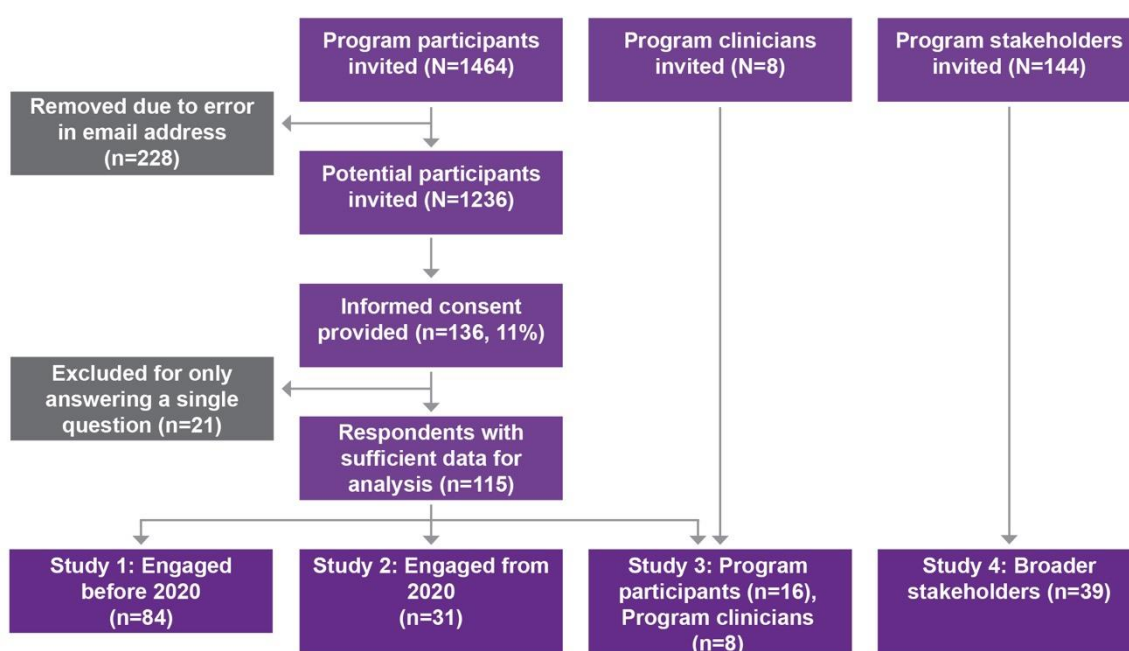 Program participants
invited (N=1464)
Program clinicians
invited (N=8)
Program stakeholders
invited (N=144)
Removed due to error
in email address
(n=228)
Potential participants
invited (N=1236)
Informed consent
provided (n=136, 11%)
Excluded for only
answering a single
question (n=21)
Respondents with
sufficient data for
analysis (n=115)
Study 1: Engaged
before 2020
(n=84)
Study 2: Engaged from
2020
(n=31)
Study 3: Program
participants (n=16),
Program clinicians
(n=8)
Study 4: Broader
stakeholders (n=39)